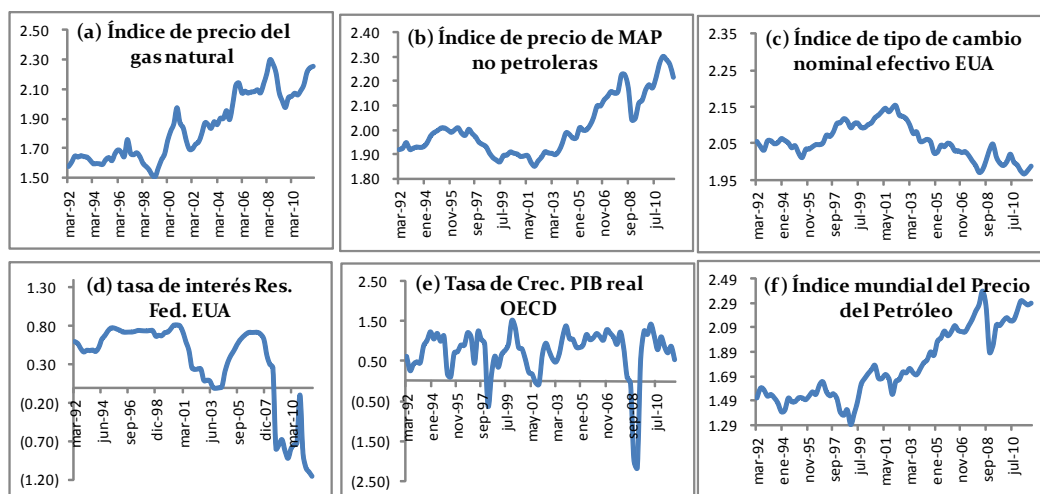 (a) Índice de precio del
gas natural
2.50
2.30
2.10
1.90
1.70
1.50
mar-92
mar-94
mar-96
mar-98
mar-00
mar-02
mar-04
mar-06
mar-08
mar-10
(b) Índice de precio de MAP
no petroleras
2.40
2.30
2.20
2.10
2.00
1.90
1.80
mar-92
ene-94
nov-95
sep-97
jul-99
may-01
mar-03
ene-05
nov-06
sep-08
jul-10
(c) Índice de tipo de cambio
nominal efectivo EUA
2.35
2.25
2.15
2.05
1.95
mar-92
ene-94
nov-95
sep-97
jul-99
may-01
mar-03
ene-05
nov-06
sep-08
jul-10
(d) tasa de interés Res.
Fed. EUA
1.30
0.80
0.30
(0.20)
(0.70)
(1.20)
mar-92
jun-94
sep-96
dic-98
mar-01
jun-03
sep-05
dic-07
mar-10
(e) Tasa de Crec. PIB real
OECD
2.50
1.50
0.50
(0.50)
(1.50)
(2.50)
mar-92
ene-94
nov-95
sep-97
jul-99
may-01
mar-03
ene-05
nov-06
sep-08
jul-10
(f) Índice mundial del Precio
del Petróleo
2.49
2.29
2.09
1.89
1.69
1.49
1.29
mar-92
ene-94
nov-95
sep-97
jul-99
may-01
mar-03
ene-05
nov-06
sep-08
jul-10